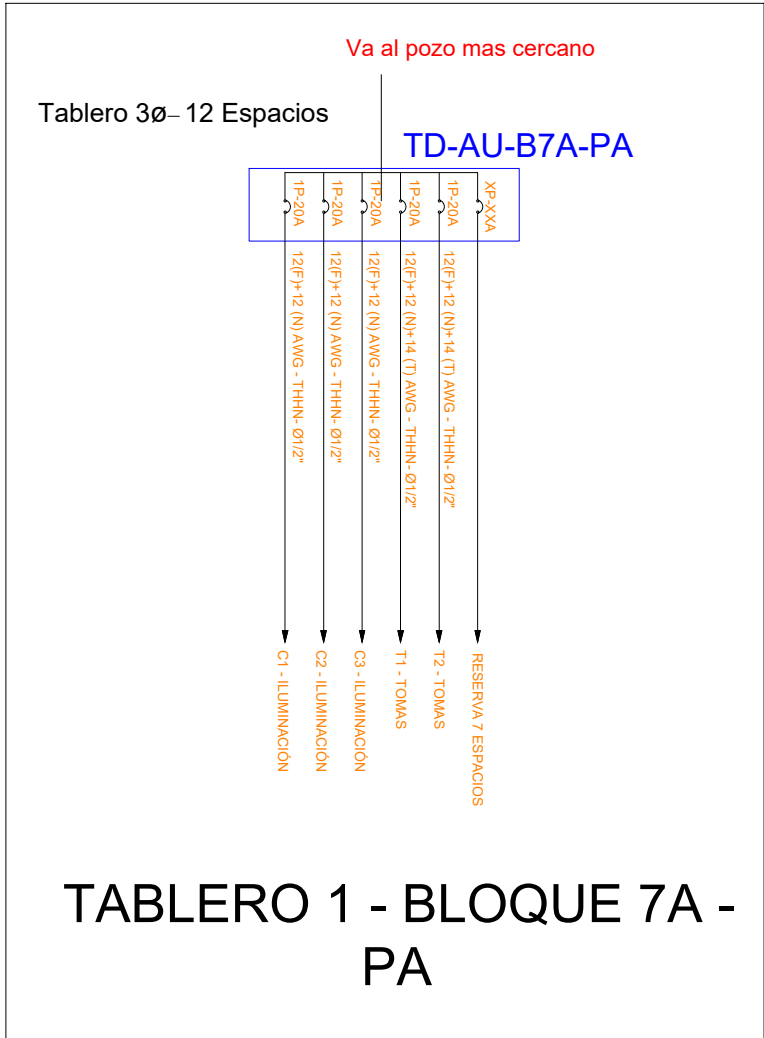 Va al pozo mas cercano
Tablero 3ø– 12 Espacios
TD-AU-B7A-PA
1P-20A
1P-20A
1P-20A
1P-20A
1P-20A
XP-XXA
12(F)+12 (N) AWG - THHN- Ø1/2"
12(F)+12 (N) AWG - THHN- Ø1/2"
12(F)+12 (N) AWG - THHN- Ø1/2"
12(F)+12 (N)+14 (T) AWG - THHN- Ø1/2"
12(F)+12 (N)+14 (T) AWG - THHN- Ø1/2"
C1 - ILUMINACIÓN
C2 - ILUMINACIÓN
C3 - ILUMINACIÓN
T1 - TOMAS
T2 - TOMAS
RESERVA 7 ESPACIOS
TABLERO 1 - BLOQUE 7A -
PA